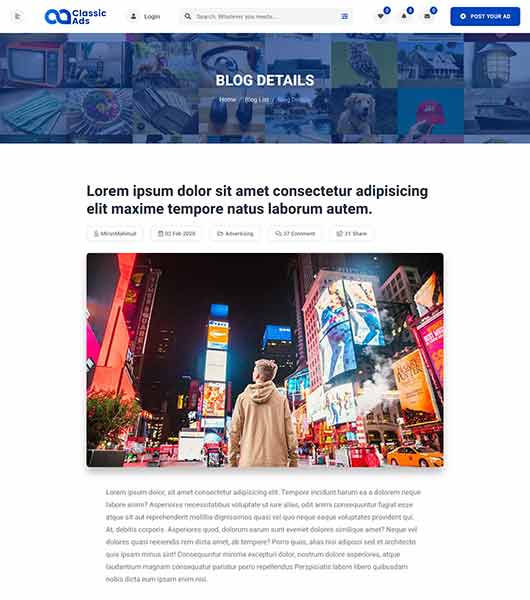 Classic
Ads
Login
Search, Whatever you needs...
0
0
0
POST YOUR AD
BLOG DETAILS
Home / Blog List / Blog Details
Lorem ipsum dolor sit amet consectetur adipisicing
elit maxime tempore natus laborum autem.
MironMahmud
02 Feb 2020
Advertising
37 Comment
21 Share
Lorem ipsum dolor, sit amet consectetur adipisicing elit. Tempore incidunt harum ea a dolorem neque
labore animi? Asperiores necessitatibus voluptate sit iure alias, odit animi exercitationem fugiat esse
atque sit aut reprehenderit mollitia dignissimos quasi vel quo neque eaque voluptates provident qui.
At, debitis corporis. Asperiores quod, dolorum earum sunt eveniet dolores similique amet? Neque vel
dolores quasi reiciendis rem dicta amet, ab tempore? Porro quas, alias nisi adipisci sed et architecto
quis ipsam minus sint! Consequuntur minima excepturi dolor, nostrum dolore asperiores, atque
laudantium magnam consequatur pariatur porro repellendus Perspiciatis labore libero quibusdam
nobis dicta eum ipsam enim nisi.